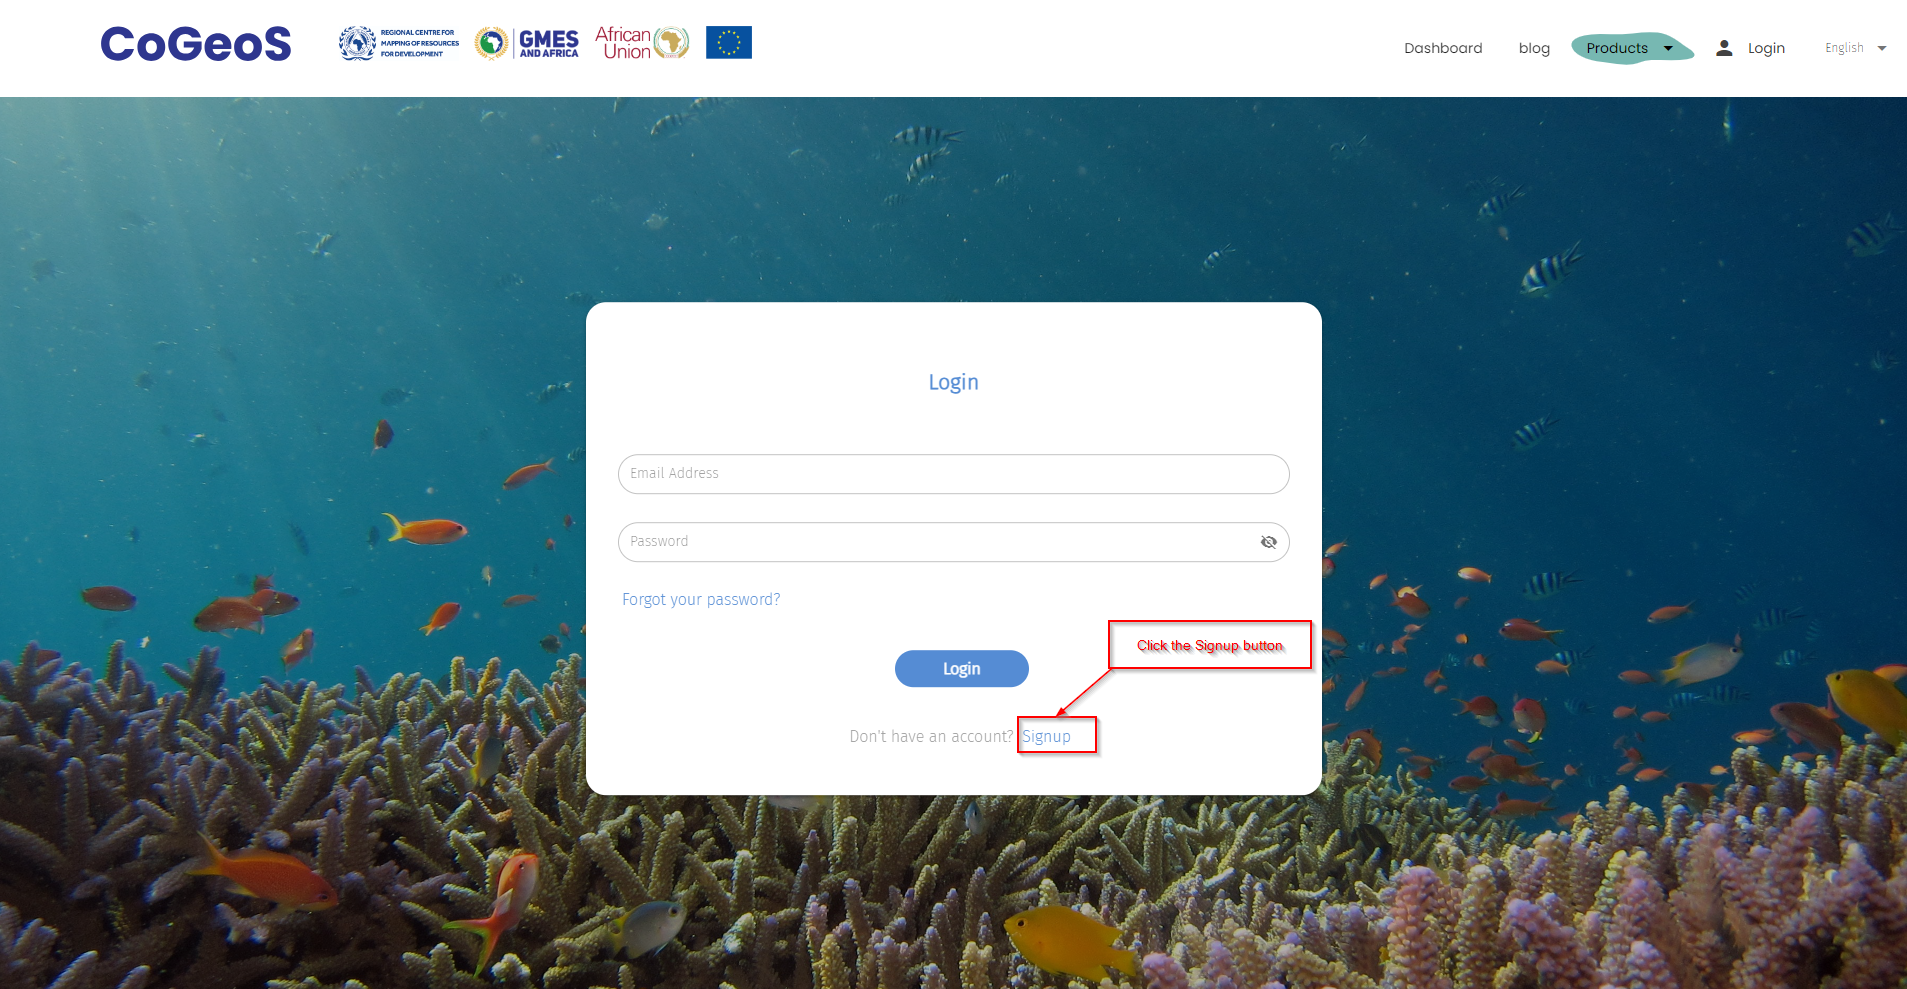 CoGeoS
REGIONAL CENTRE FOR
MAPPING OF RESOURCES
FOR DEVELOPMENT
GMES
AND AFRICA
African
Union
Dashboard
blog
Products
Login
English
Login
Email Address
Password
Forgot your password?
Click the Signup button
Login
Don't have an account? Signup